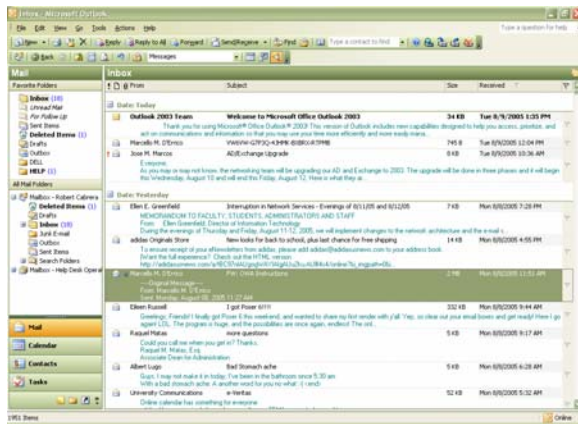 Inbox - Microsoft Outlook
File Edit View Go Tools Actions Help
Type a question for help
New Reply Reply to All Forward Send/Receive Find Type a contact to find
Back Messages
Mail
Inbox
Favorite Folders
From Subject Size Received
Inbox (18)
Unread Mail
For Follow Up
Sent Items
Deleted Items (1)
Drafts
Outbox
DELL
HELP (1)
All Mail Folders
Mailbox - Robert Cabrera
Deleted Items (1)
Drafts
Inbox (18)
Junk E-mail
Outbox
Sent Items
Search Folders
Mailbox - Help Desk Opera
Mail
Calendar
Contacts
Tasks
Date: Today
Outlook 2003 Team Welcome to Microsoft Office Outlook 2003 34 KB Tue 8/9/2005 1:35 PM
Thank you for using Microsoft® Office Outlook® 2003! This version of Outlook includes new capabilities designed to help you access, prioritize, and
act on communications and information so that you may use your time more efficiently and more easily mana...
Marcello M. D'Errico 745 B Tue 8/9/2005 12:04 PM
Jose M. Marcos AD/Exchange Upgrade 8 KB Tue 8/9/2005 10:36 AM
Everyone,
As you may or may not know, the networking team will be upgrading our AD and Exchange to 2003. The upgrade will be done in three phases and it will begin
this Wednesday, August 10 and will end this Friday, August 12. Here is what they ar...
Date: Yesterday
Ellen E. Greenfield Interruption in Network Services - Evenings of 8/11/05 and 8/12/05 7 KB Mon 8/8/2005 7:28 PM
MEMORANDUM TO FACULTY, STUDENTS, ADMINISTRATORS AND STAFF
From: Ellen Greenfield, Director of Information Technology
During the evenings of Thursday and Friday, August 11-12, 2005, we will implement changes to the network architecture and the e-mail s...
adidas Originals Store New looks for back to school, plus last chance for free shipping 14 KB Mon 8/8/2005 4:55 PM
To ensure receipt of your eNewsletters from adidas, please add adidas@adidasnews.com to your address book.
Want the full experience? Check out the HTML version:
Marcello M. D'Errico FW: OWA Instructions 2 MB Mon 8/8/2005 11:51 AM
-----Original Message-----
From: Marcello M. D'Errico
Sent: Monday, August 08, 2005 11:27 AM
Eileen Russell I got Poser 6!!!! 332 KB Mon 8/8/2005 9:44 AM
Greetings, Friends! I finally got Poser 6 this weekend, and wanted to share my first render with y'all! Yep, so clear out your email boxes and get ready! Here I go
again! LOL. The program is huge, and the possibilities are once again, endless! The onl...
Raquel Matas more questions 5 KB Mon 8/8/2005 9:17 AM
Could you call me when you get in? Thanks.
Raquel M. Matas, Esq.
Associate Dean for Administration
Albert Lugo Bad Stomach ache 5 KB Mon 8/8/2005 6:28 AM
Guys, I may not make it in today, I've been in the bathroom since 5:30 am
With a bad stomach ache. A another word for you no what :( <end>
University Communications e-Veritas 52 KB Mon 8/8/2005 5:32 AM
Online calendar has something for everyone
1951 Items
Online